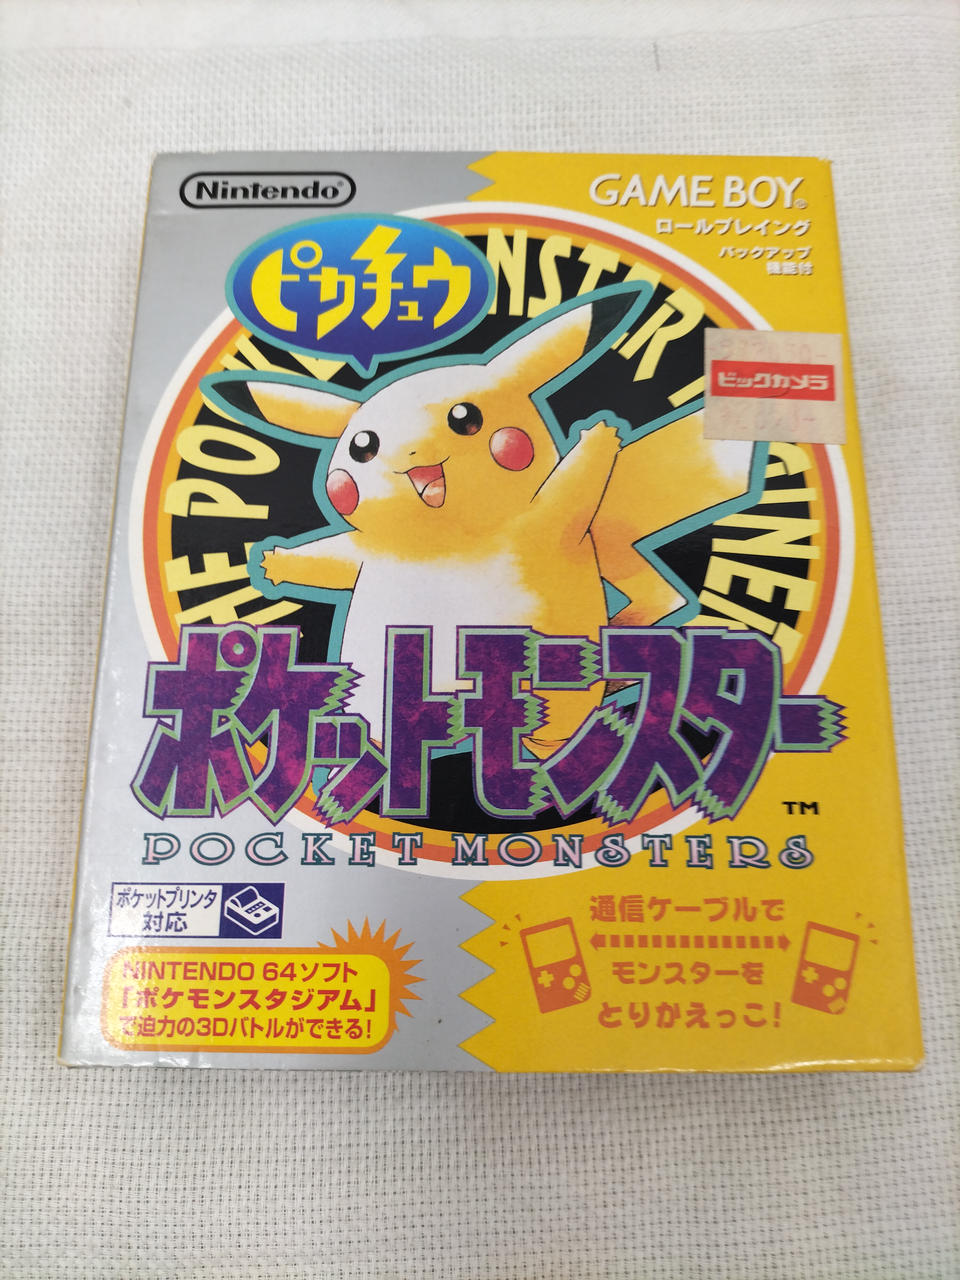 Nintendo®
GAME BOY®
ロールプレイング
バックアップ
機能付
ピカチュウ
ビックカメラ
ポケットモンスター
TM
POCKET MONSTERS
ポケットプリンタ
対応
NINTENDO 64ソフト
「ポケモンスタジアム」
で迫力の3Dバトルができる!
通信ケーブルで
モンスターを
とりかえっこ!